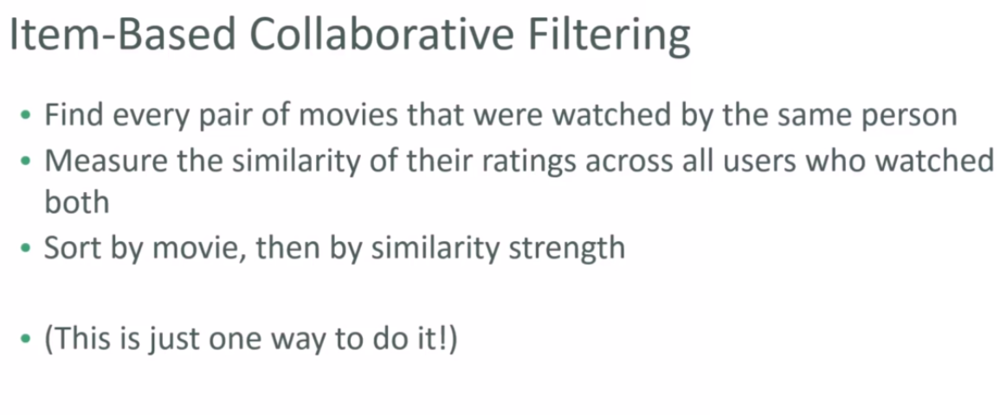 Item-Based Collaborative Filtering
• Find every pair of movies that were watched by the same person
• Measure the similarity of their ratings across all users who watched
both
• Sort by movie, then by similarity strength
• (This is just one way to do it!)